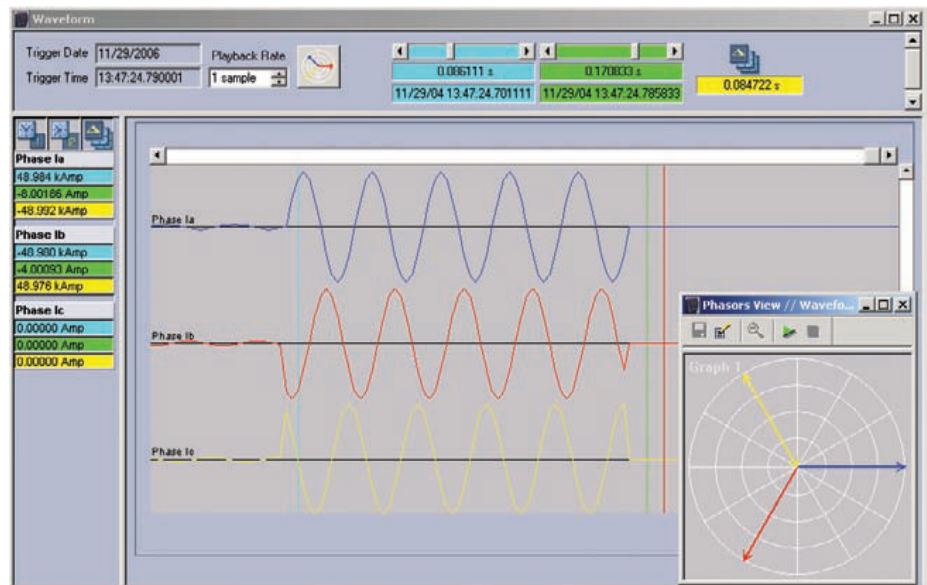 Waveform
Trigger Date 11/29/2006
Trigger Time 13:47:24.790001
Playback Rate
1 sample
0.086111 s
11/29/04 13.47.24.701111
0.170833 s
11/29/04 13.47.24.785833
0.084722 s
Phase Ia
48.984 kAmp
-8.00186 Amp
-48.992 kAmp
Phase Ib
-48.980 kAmp
-4.00093 Amp
48.976 kAmp
Phase Ic
0.00000 Amp
0.00000 Amp
0.00000 Amp
Phase Ia
Phase Ib
Phase Ic
Phasors View // Wavefo...
Graph 1